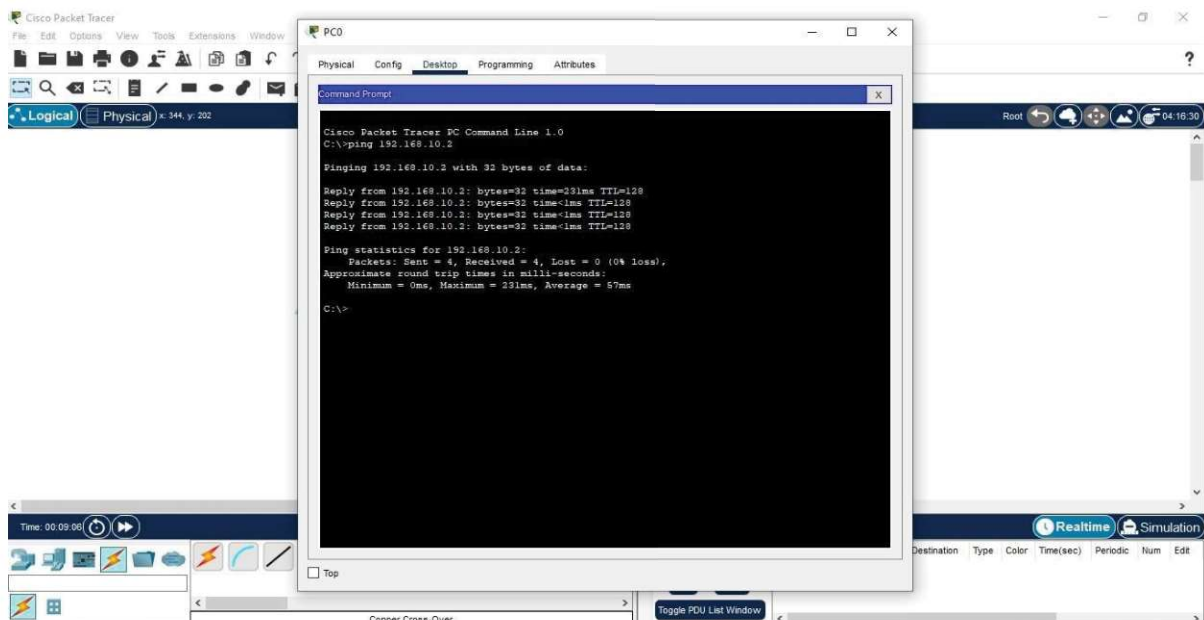 Cisco Packet Tracer
File Edit Options View Tools Extensions Window
PC0
Physical Config Desktop Programming Attributes
Command Prompt
X
?
Logical Physical x: 344, y: 202
Root 04:16:30
Cisco Packet Tracer PC Command Line 1.0
C:\>ping 192.168.10.2
Pinging 192.168.10.2 with 32 bytes of data:
Reply from 192.168.10.2: bytes=32 time=231ms TTL=128
Reply from 192.168.10.2: bytes=32 time<1ms TTL=128
Reply from 192.168.10.2: bytes=32 time<1ms TTL=128
Reply from 192.168.10.2: bytes=32 time<1ms TTL=128
Ping statistics for 192.168.10.2:
Packets: Sent = 4, Received = 4, Lost = 0 (0% loss),
Approximate round trip times in milli-seconds:
Minimum = 0ms, Maximum = 231ms, Average = 57ms
C:\>
Time: 00:09:06
Realtime Simulation
Destination Type Color Time(sec) Periodic Num Edit
Top
Toggle PDU List Window
Copper Cross-Over